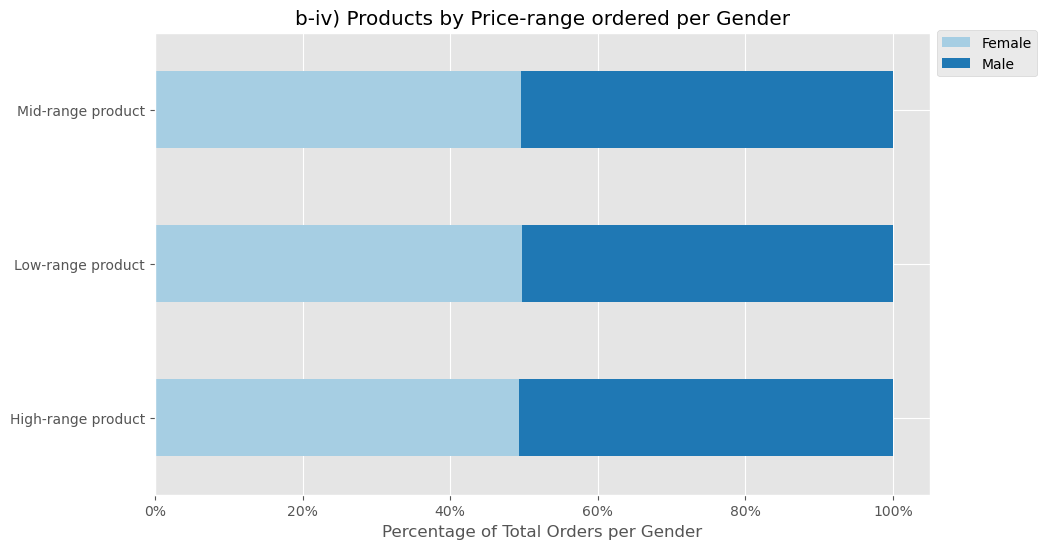 b-iv) Products by Price-range ordered per Gender
Female
Male
Mid-range product
Low-range product
High-range product
0% 20% 40% 60% 80% 100%
Percentage of Total Orders per Gender